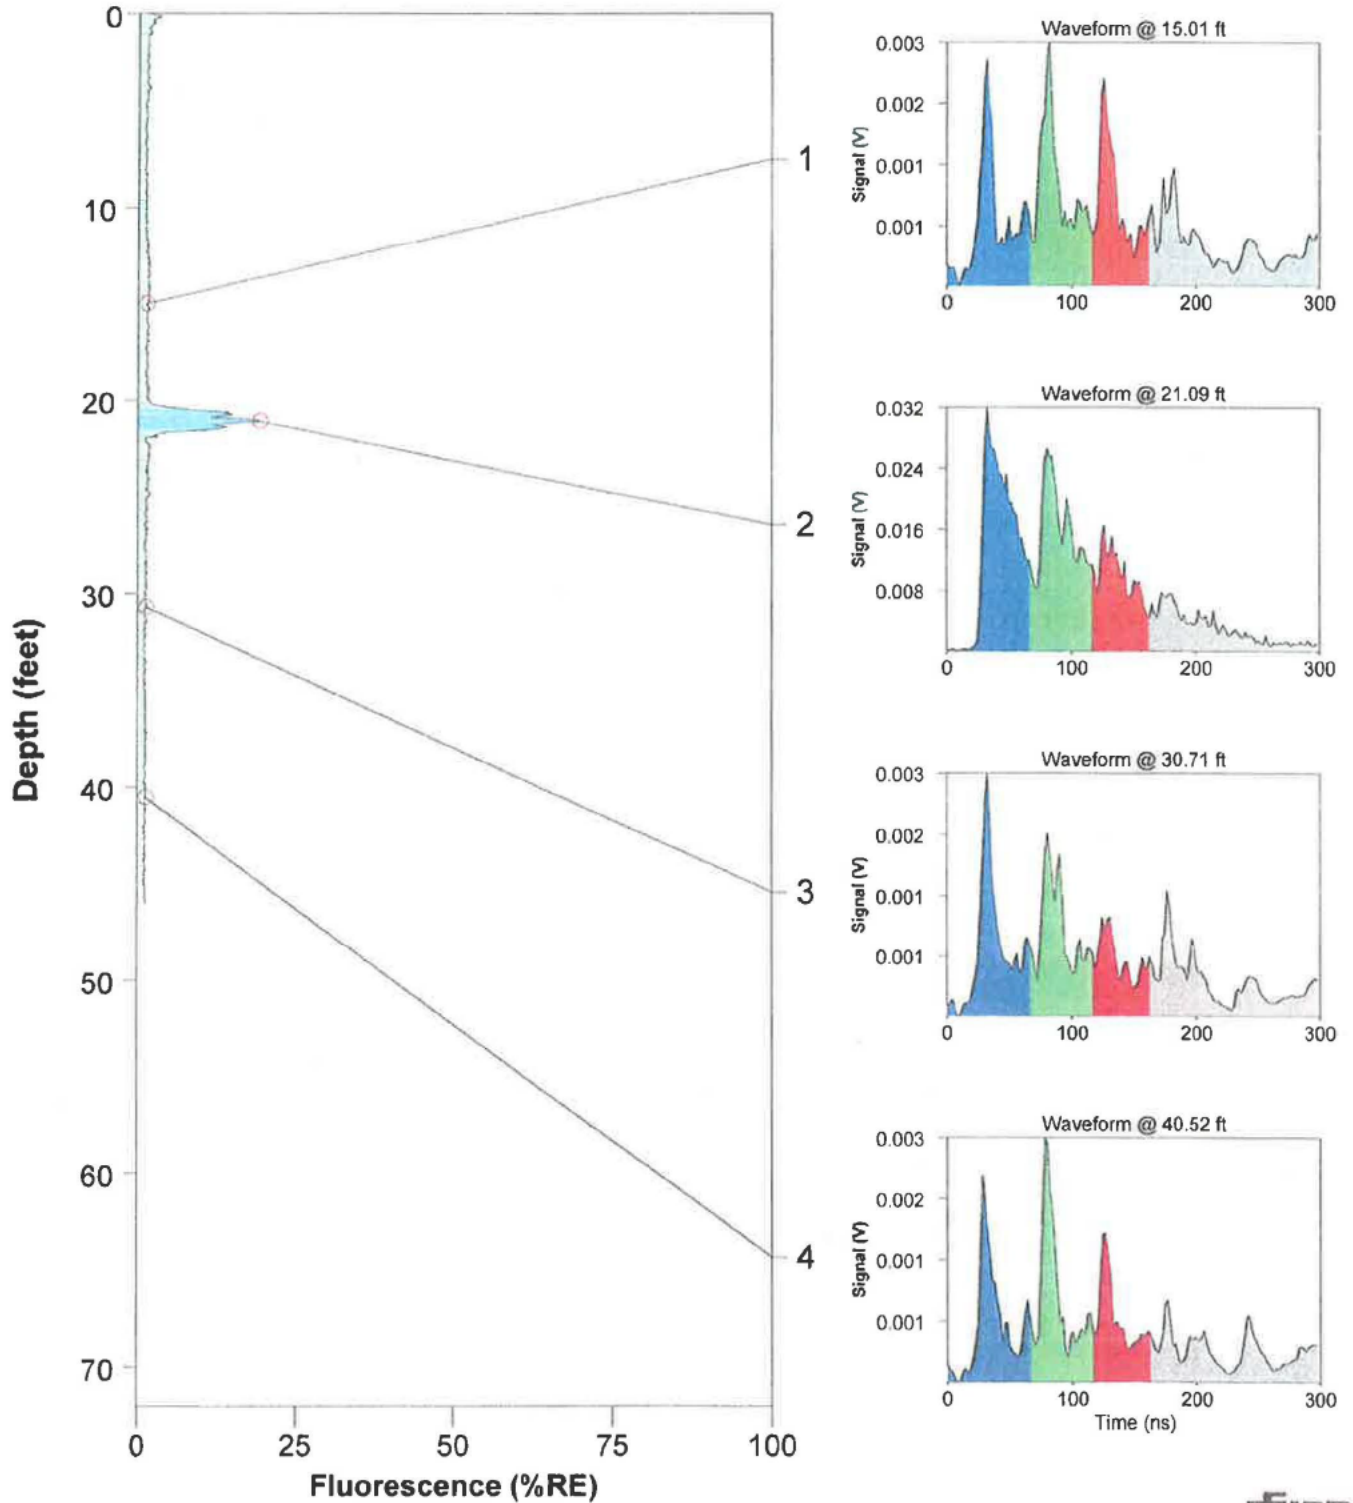 0
10
20
30
40
50
60
70
Depth (feet)
0 25 50 75 100
Fluorescence (%RE)
1
2
3
4
Waveform @ 15.01 ft
0.003
0.002
0.001
0.001
Signal (V)
0 100 200 300
Waveform @ 21.09 ft
0.032
0.024
0.016
0.008
Signal (V)
0 100 200 300
Waveform @ 30.71 ft
0.003
0.002
0.001
0.001
Signal (V)
0 100 200 300
Waveform @ 40.52 ft
0.003
0.002
0.001
0.001
Signal (V)
0 100 200 300
Time (ns)